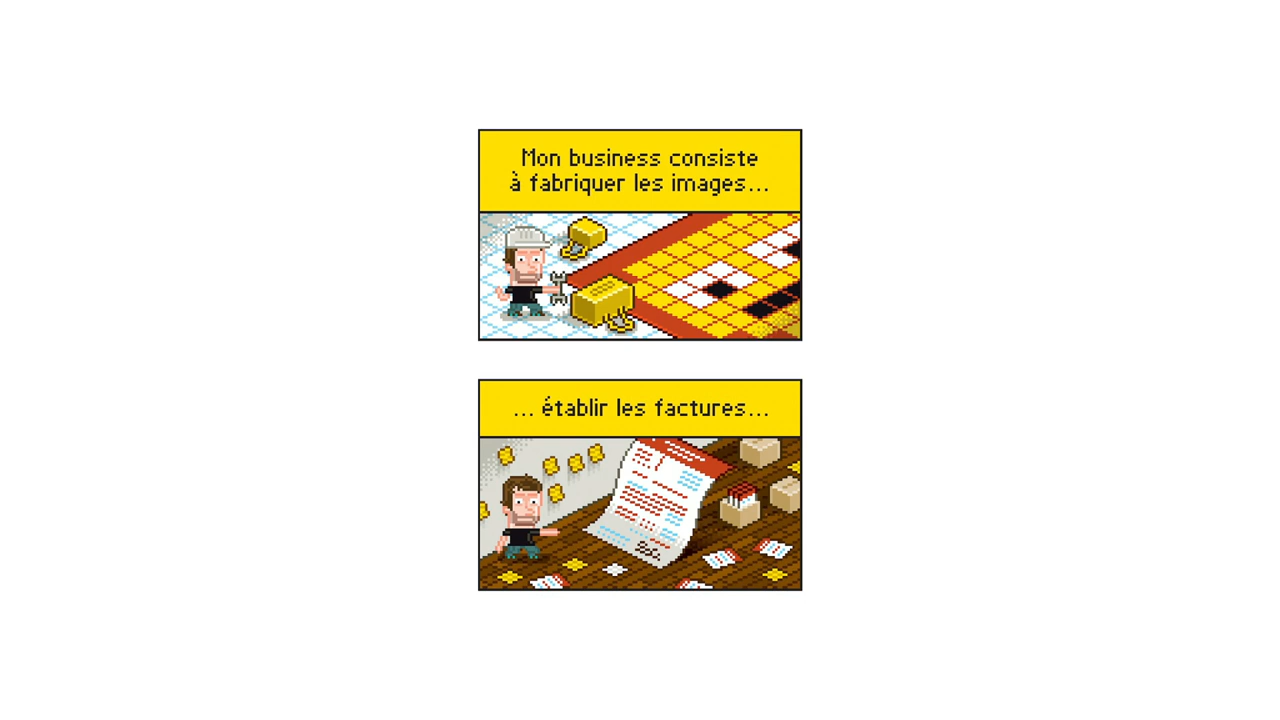 Mon business consiste
à fabriquer les images...
... établir les factures...